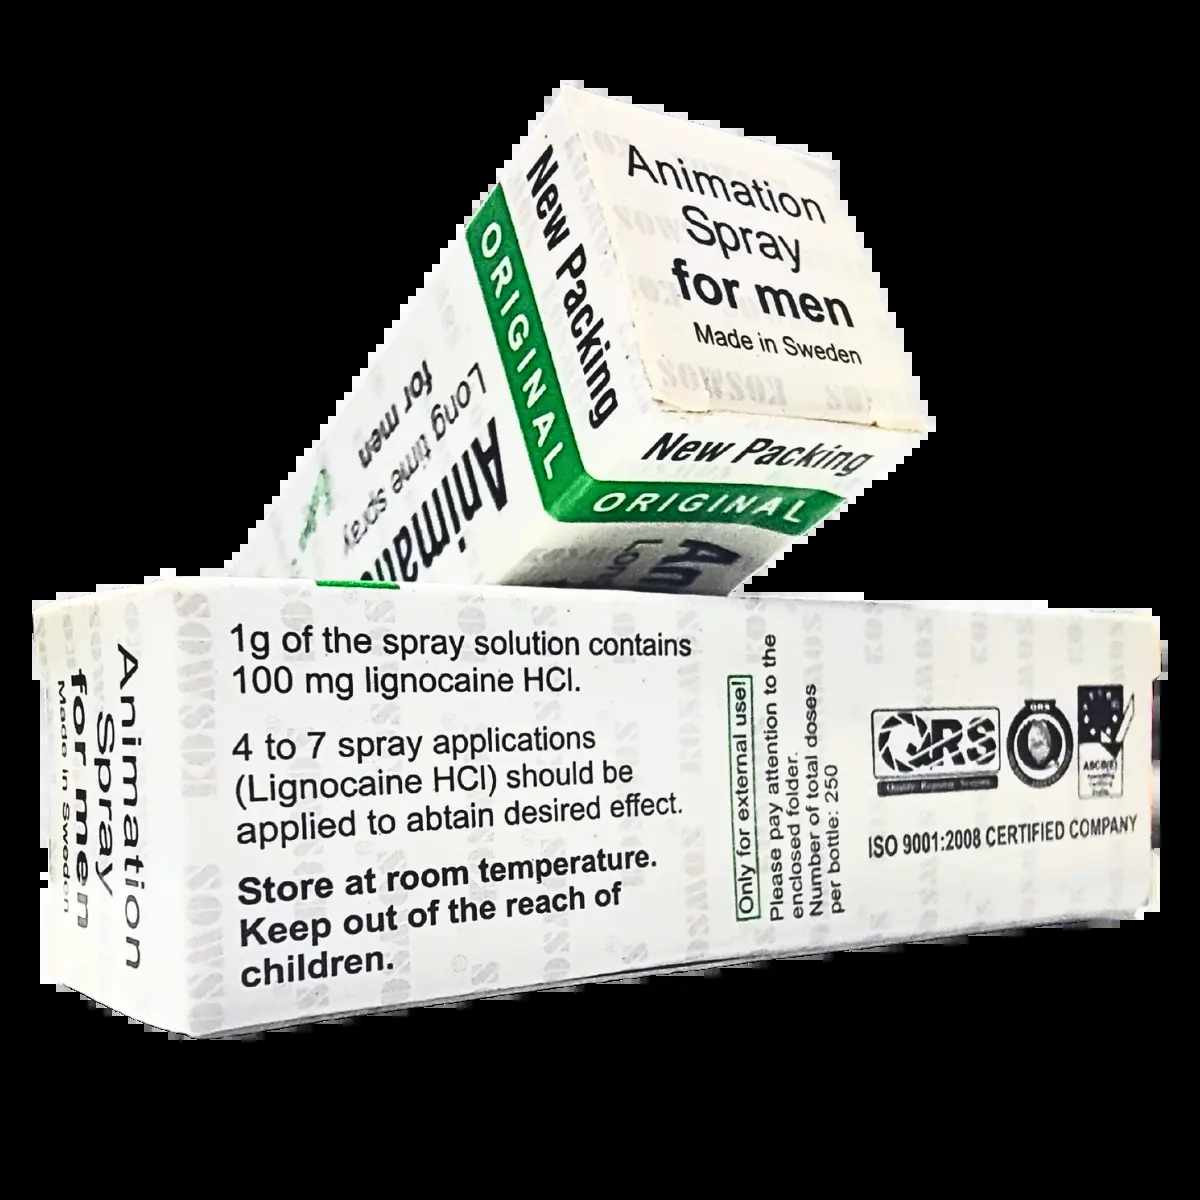 Animation
Spray
for men
Made in Sweden
New Packing
ORIGINAL
New Packing
ORIGINAL
Long time spray
for men
Animation
Spray
for men
Made in Sweden
1g of the spray solution contains
100 mg lignocaine HCl.
4 to 7 spray applications
(Lignocaine HCl) should be
applied to abtain desired effect.
Store at room temperature.
Keep out of the reach of
children.
Only for external use!
Please pay attention to the
enclosed folder.
Number of total doses
per bottle: 250
QRS
QRS
ISO 9001:2008 CERTIFIED COMPANY
KOSMOS